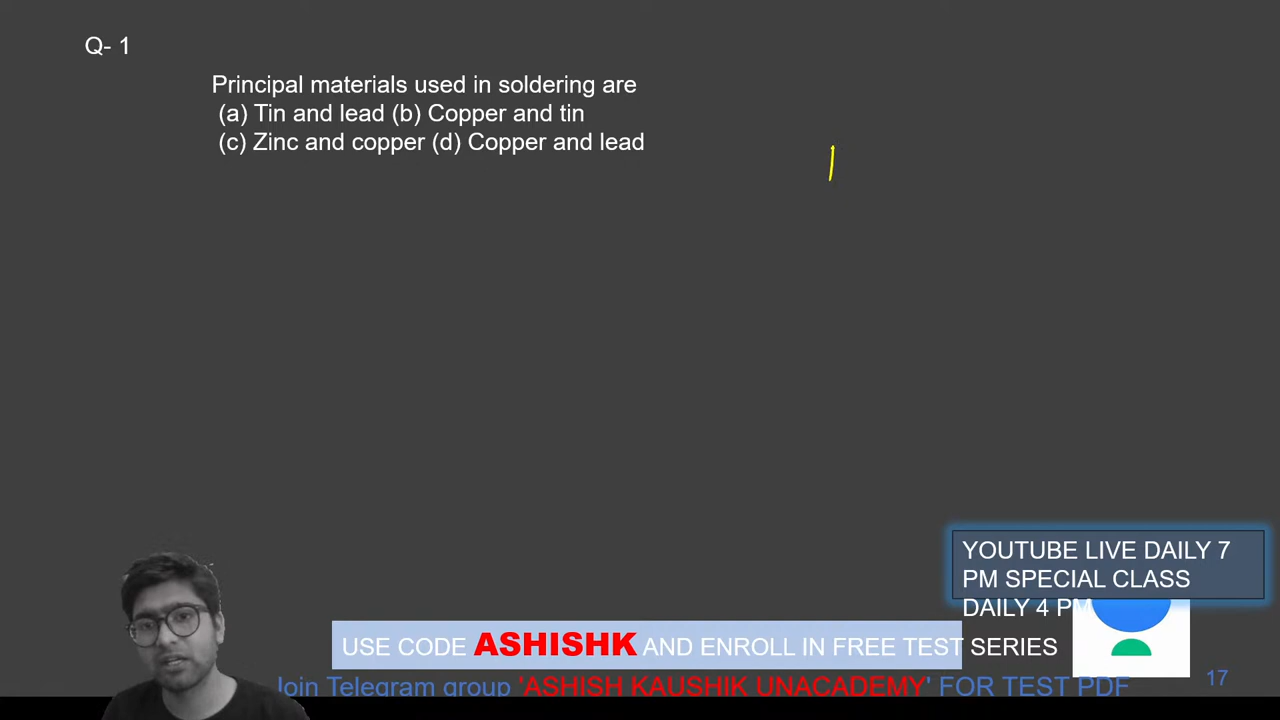 Q- 1
Principal materials used in soldering are
(a) Tin and lead (b) Copper and tin
(c) Zinc and copper (d) Copper and lead
YOUTUBE LIVE DAILY 7
PM SPECIAL CLASS
DAILY 4 PM
USE CODE ASHISHK AND ENROLL IN FREE TEST SERIES
Join Telegram group 'ASHISH KAUSHIK UNACADEMY' FOR TEST PDF
17